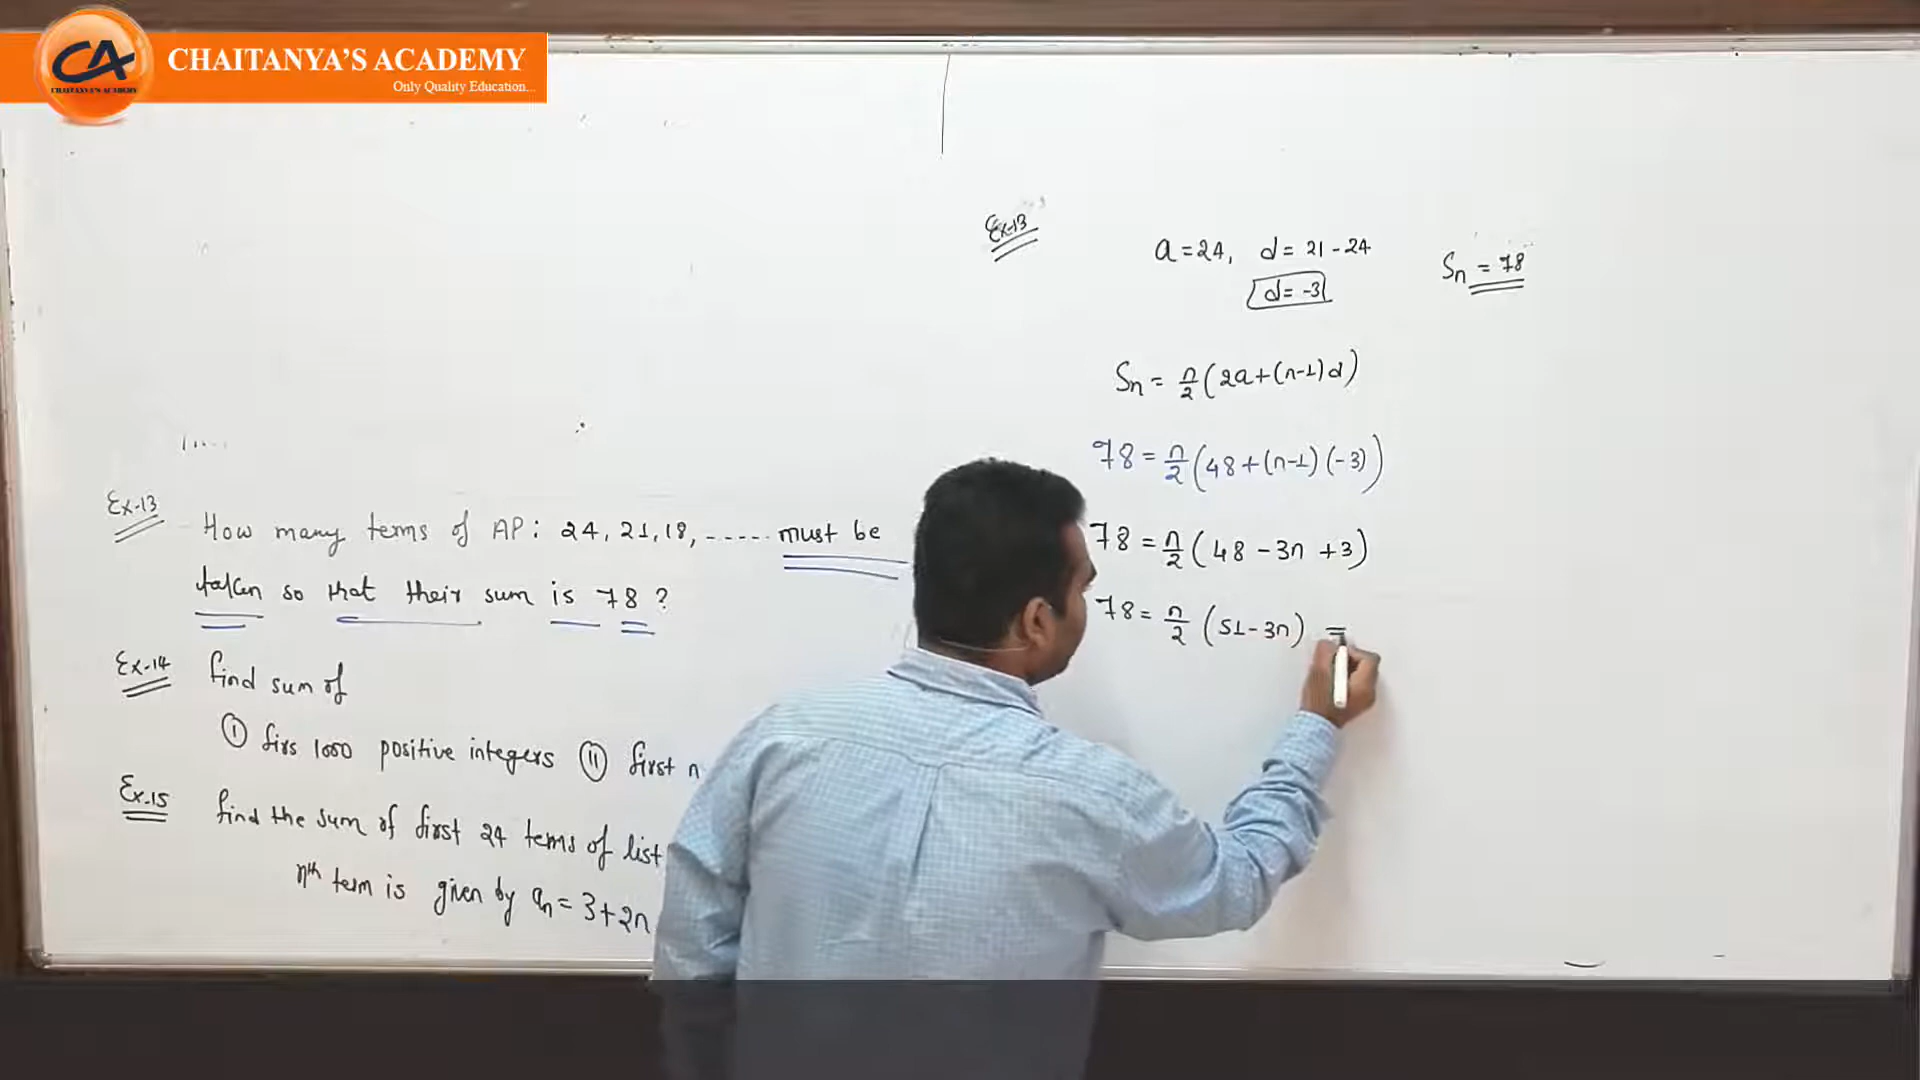 CHAITANYA'S ACADEMY
Only Quality Education...
CA
CHAITANYA'S ACADEMY
Ex-13
How many terms of AP: 24, 21, 18, ..... must be
taken so that their sum is 78 ?
Ex-14
find sum of
(i) firs 1000 positive integers (ii) first n
Ex.15
find the sum of first 24 terms of list
nth term is given by an = 3+2n
Ex-13
a = 24, d = 21 - 24
d = -3
Sn = 78
Sn = n/2 (2a+(n-1)d)
78 = n/2 (48+(n-1)(-3))
78 = n/2 (48 - 3n + 3)
78 = n/2 (51 - 3n) =